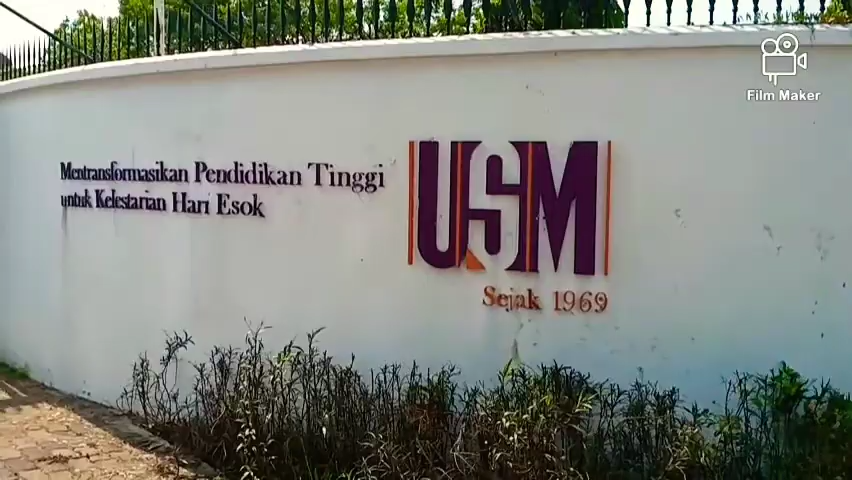 Film Maker
Mentransformasikan Pendidikan Tinggi
untuk Kelestarian Hari Esok
USM
Sejak 1969